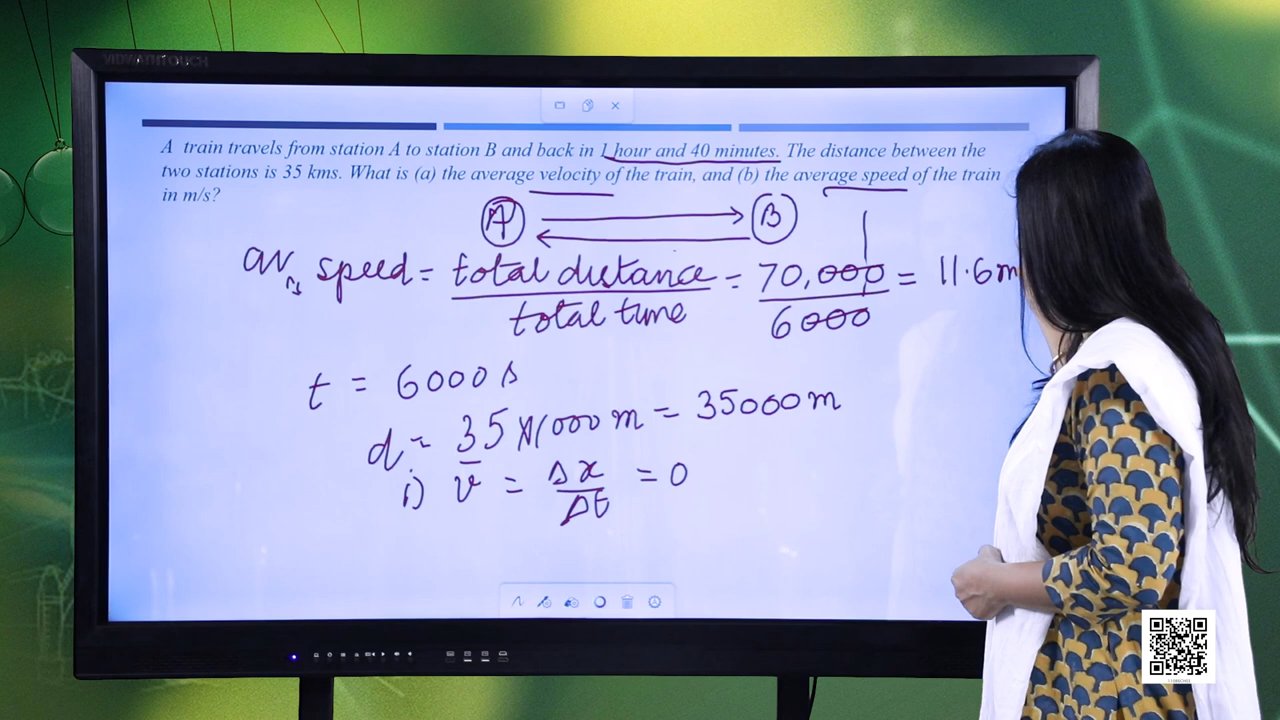 A train travels from station A to station B and back in 1 hour and 40 minutes. The distance between the
two stations is 35 kms. What is (a) the average velocity of the train, and (b) the average speed of the train
in m/s?
A B
av. speed = total distance / total time = 70,000 / 6000 = 11.6 m
t = 6000 s
d = 35 × 1000 m = 35000 m
i) v̄ = Δx / Δt = 0